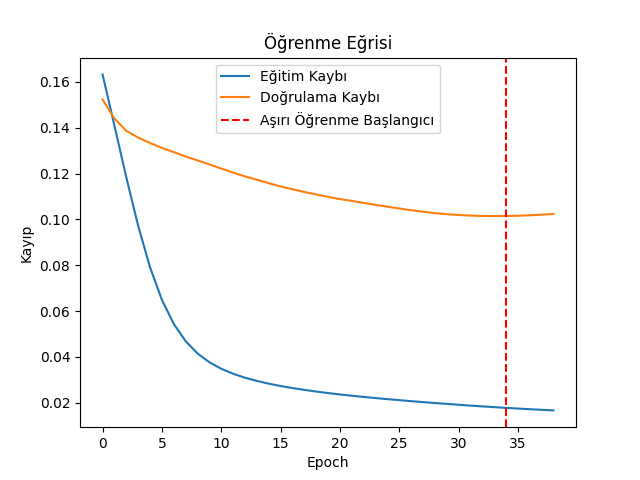 Öğrenme Eğrisi
Eğitim Kaybı
Doğrulama Kaybı
Aşırı Öğrenme Başlangıcı
Kayıp
0.16
0.14
0.12
0.10
0.08
0.06
0.04
0.02
0 5 10 15 20 25 30 35
Epoch